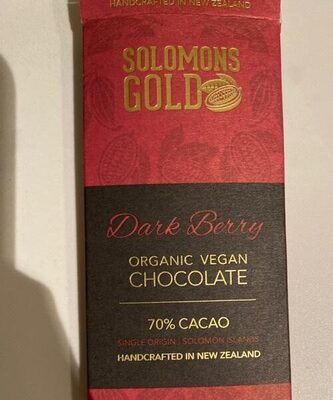 HANDCRAFTED IN NEW ZEALAND
SOLOMONS
GOLD
Dark Berry
ORGANIC VEGAN
CHOCOLATE
70% CACAO
SINGLE ORIGIN | SOLOMON ISLANDS
HANDCRAFTED IN NEW ZEALAND